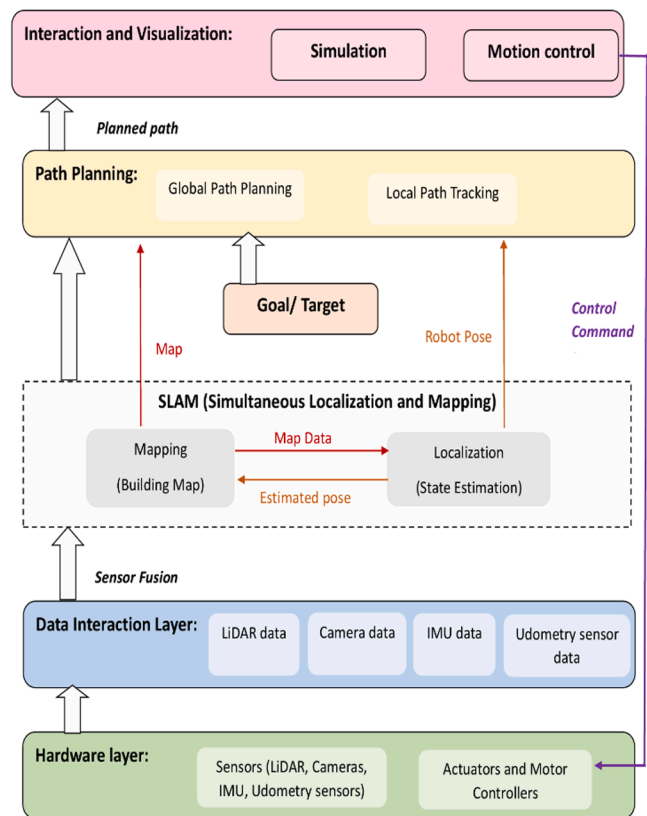 Interaction and Visualization:
Simulation
Motion control
Planned path
Path Planning:
Global Path Planning
Local Path Tracking
Goal/ Target
Control
Command
Map
Robot Pose
SLAM (Simultaneous Localization and Mapping)
Mapping
(Building Map)
Map Data
Localization
(State Estimation)
Estimated pose
Sensor Fusion
Data Interaction Layer:
LiDAR data
Camera data
IMU data
Udometry sensor
data
Hardware layer:
Sensors (LiDAR, Cameras,
IMU, Udometry sensors)
Actuators and Motor
Controllers